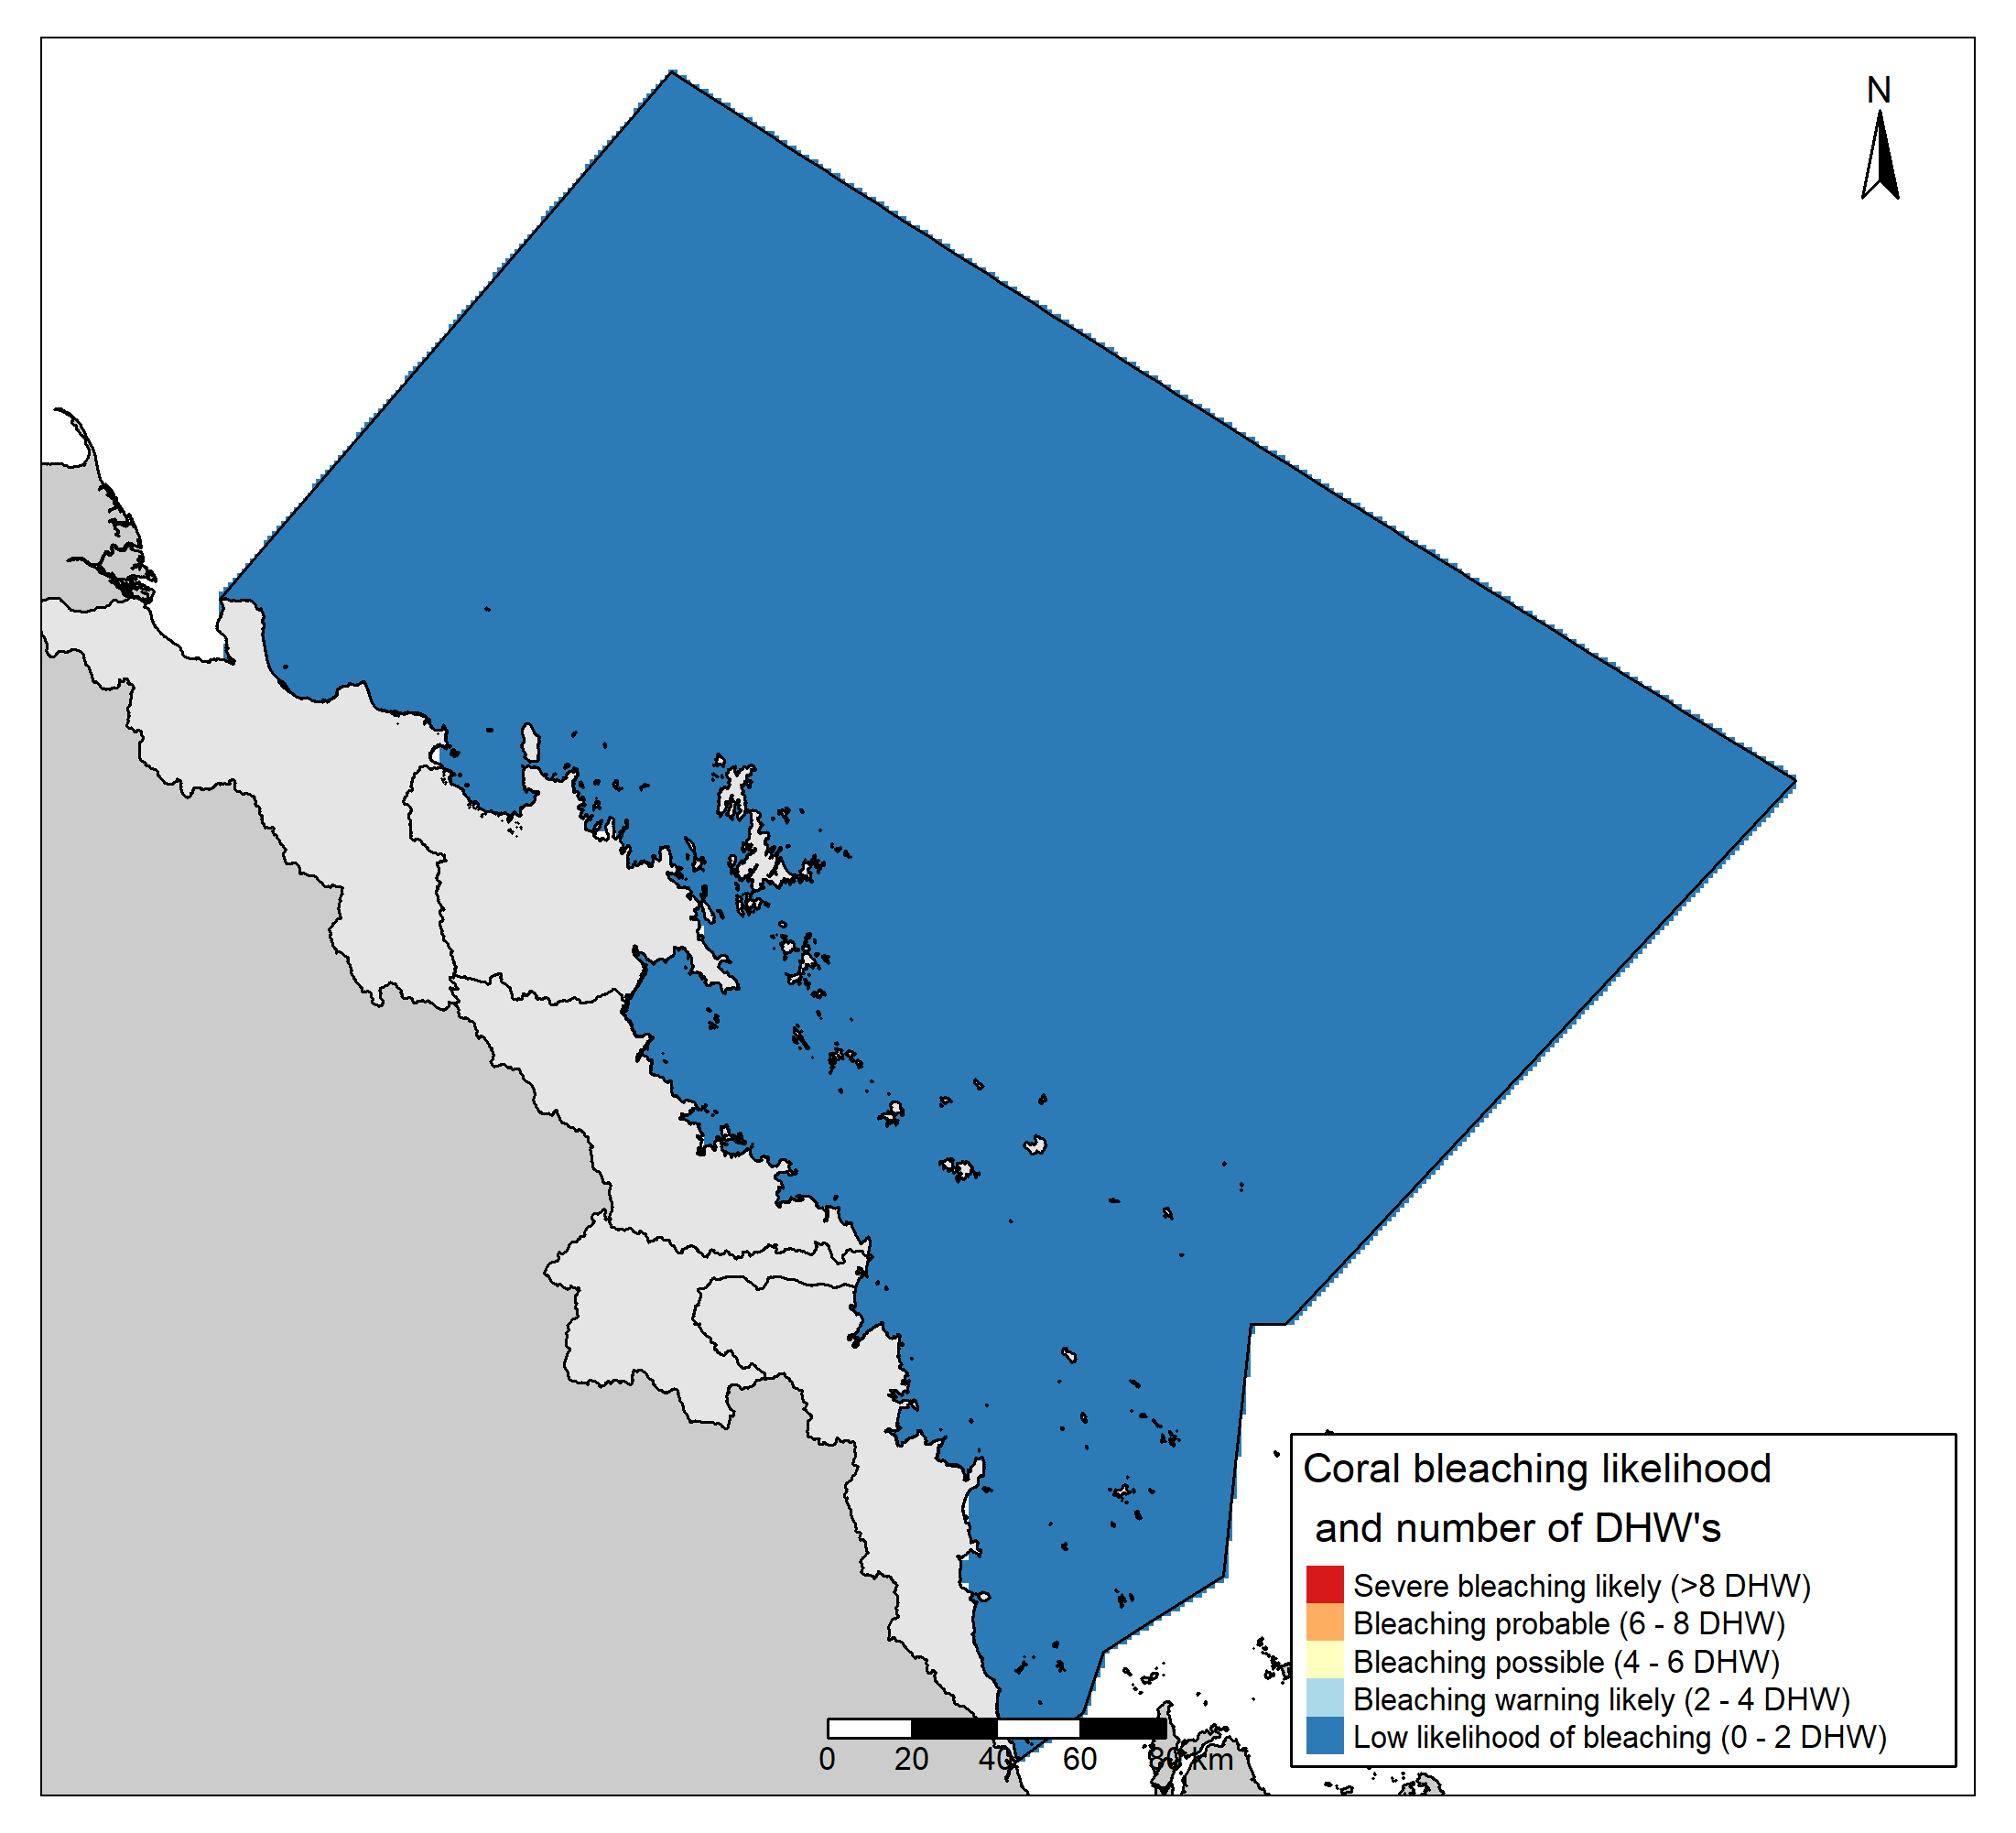 N
Coral bleaching likelihood
and number of DHW's
Severe bleaching likely (>8 DHW)
Bleaching probable (6 - 8 DHW)
Bleaching possible (4 - 6 DHW)
Bleaching warning likely (2 - 4 DHW)
Low likelihood of bleaching (0 - 2 DHW)
0 20 40 60 80 km